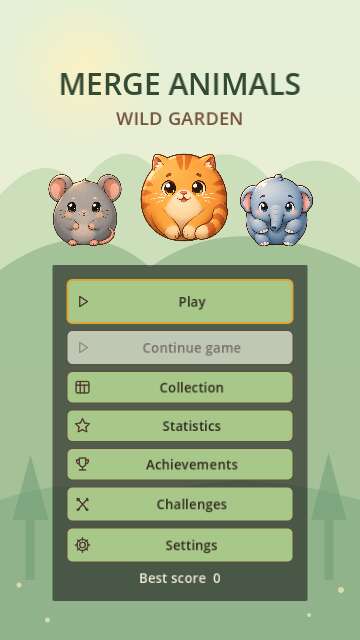 MERGE ANIMALS
WILD GARDEN
Play
Continue game
Collection
Statistics
Achievements
Challenges
Settings
Best score 0